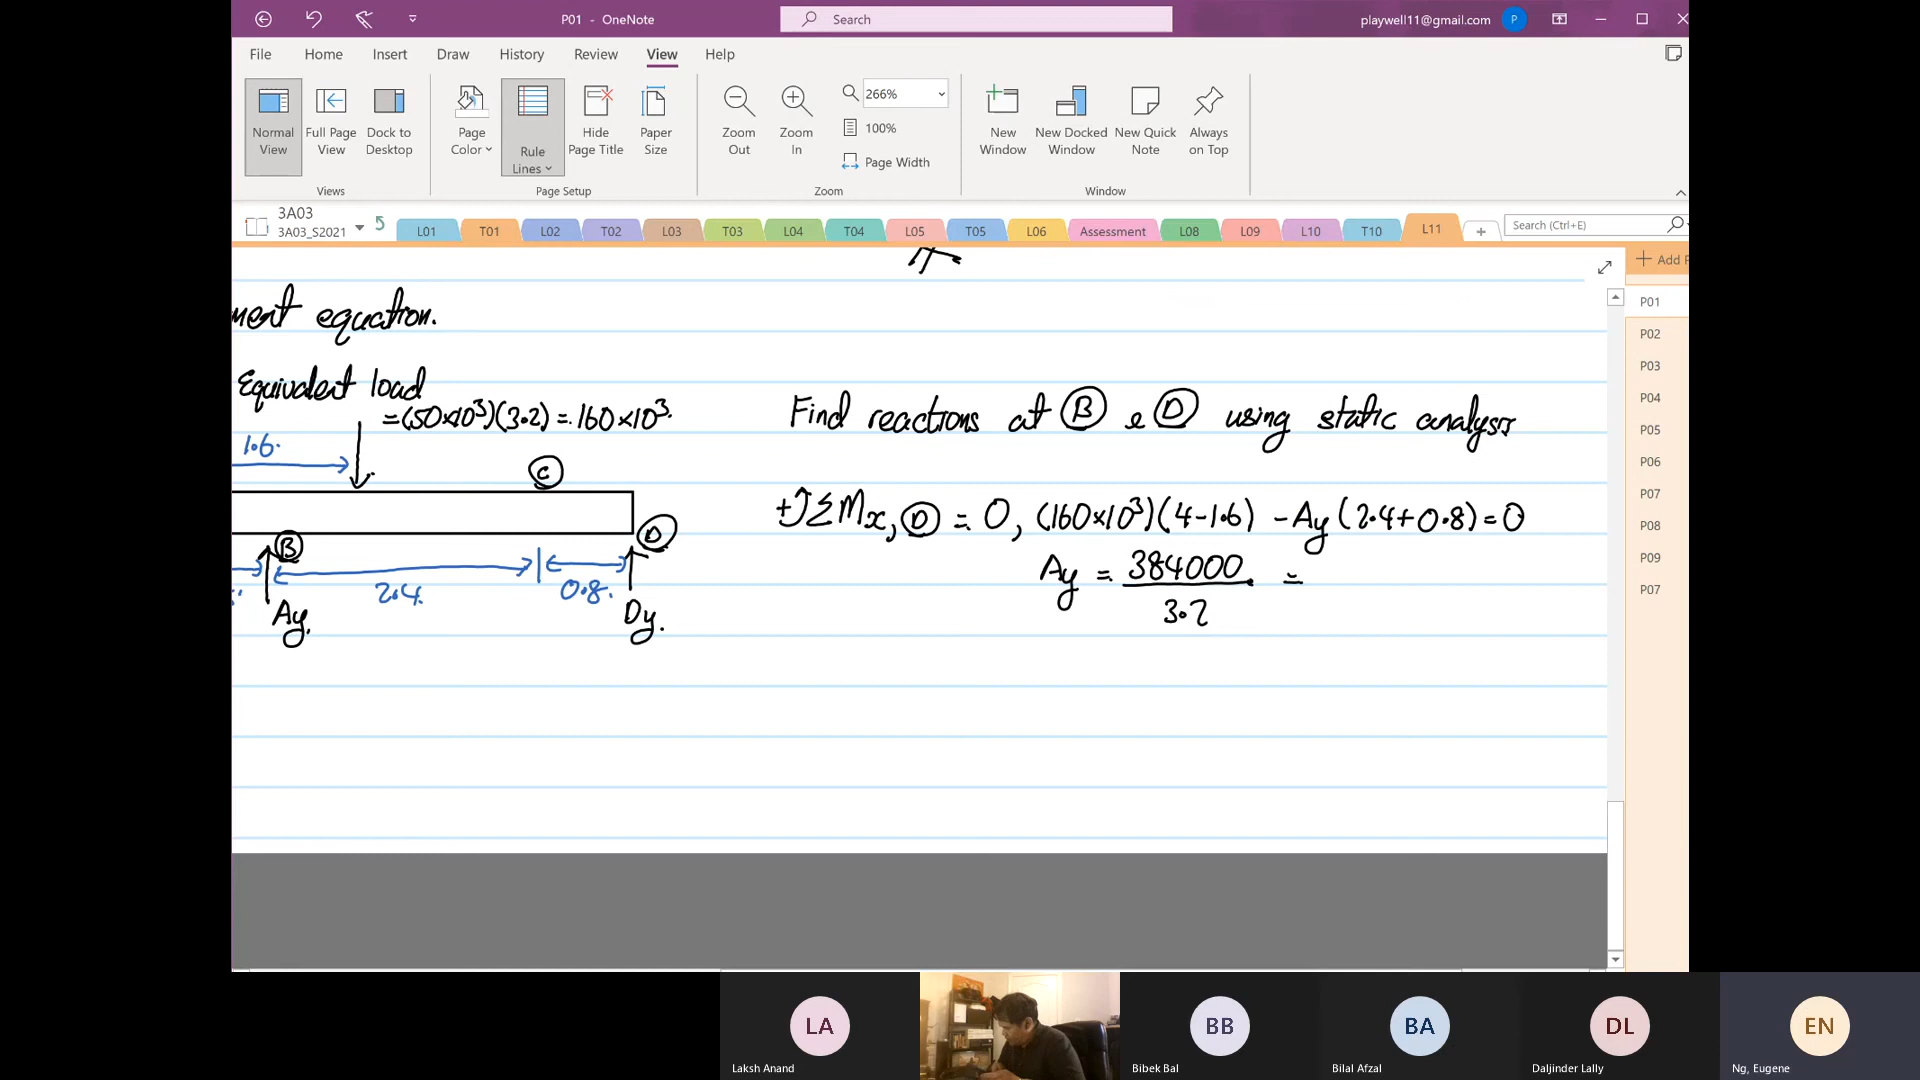 P01 - OneNote
Search
playwell11@gmail.com
P
File Home Insert Draw History Review View Help
Normal View
Full Page View
Dock to Desktop
Page Color
Rule Lines
Hide Page Title
Paper Size
Zoom Out
Zoom In
266%
100%
Page Width
New Window
New Docked Window
New Quick Note
Always on Top
Views
Page Setup
Zoom
Window
3A03
3A03_S2021
L01 T01 L02 T02 L03 T03 L04 T04 L05 T05 L06 Assessment L08 L09 L10 T10 L11 +
Search (Ctrl+E)
Add P
P01
P02
P03
P04
P05
P06
P07
P08
P09
P07
ment equation.
Equivalent load
=(50×10³)(3.2) = 160×10³.
1.6.
C
B
D
2.4.
0.8.
Ay.
Dy.
Find reactions at B & D using static analysis
+↺ΣMx, D = 0, (160×10³)(4-1.6) - Ay (2.4+0.8) = 0
Ay = 384000 =
3.2
LA
BB
BA
DL
EN
Laksh Anand
Bibek Bal
Bilal Afzal
Daljinder Lally
Ng, Eugene